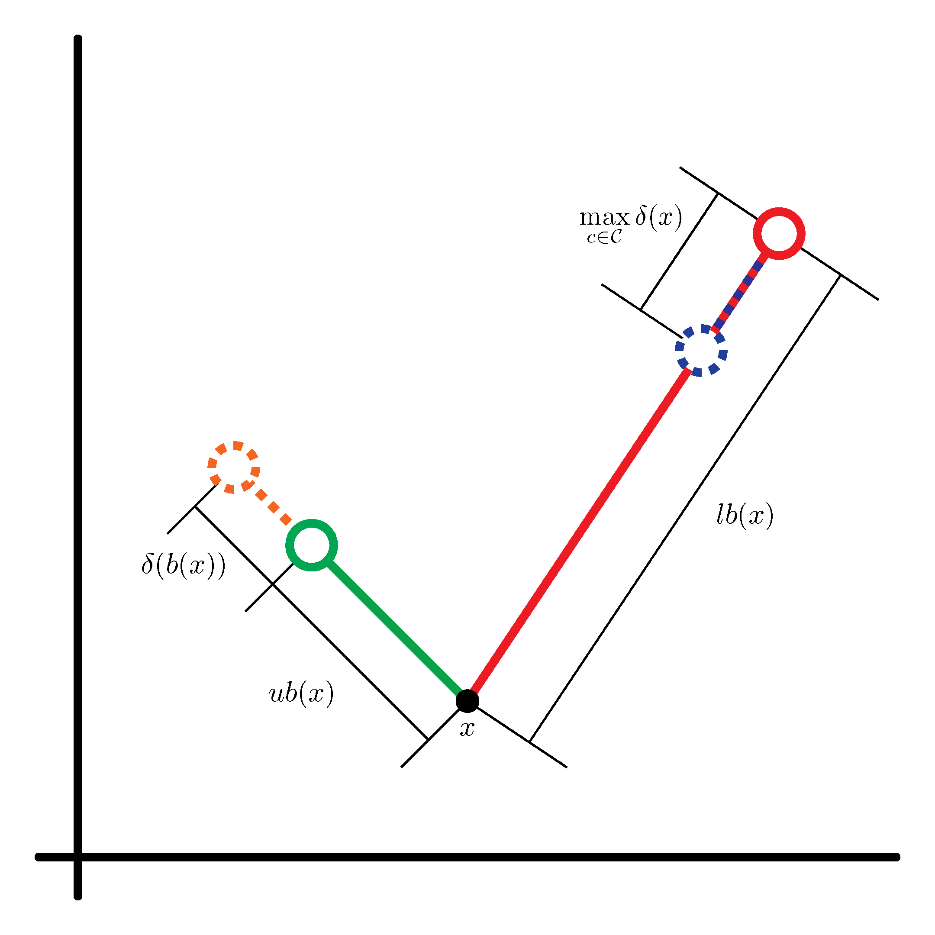 max δ(x)
c∈𝒞
lb(x)
δ(b(x))
ub(x)
x